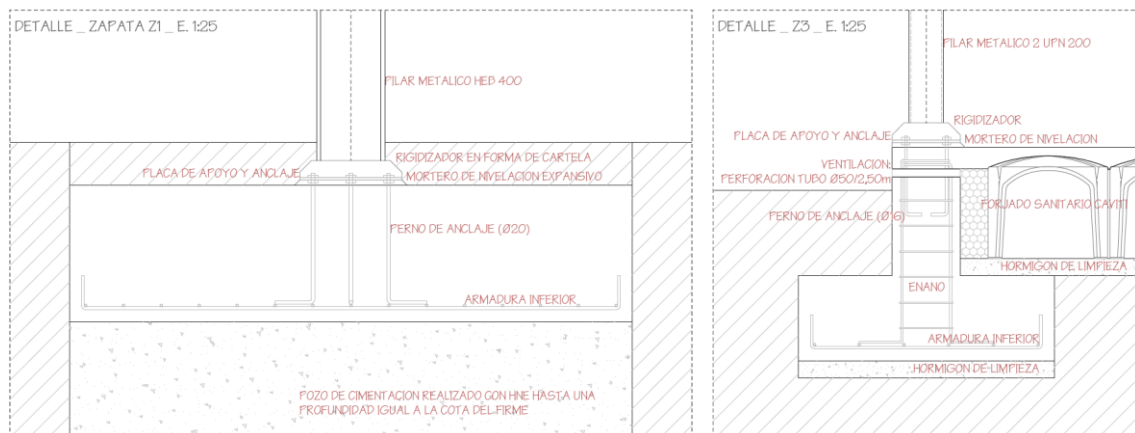 DETALLE _ ZAPATA Z1 _ E. 1:25
PILAR METALICO HEB 400
RIGIDIZADOR EN FORMA DE CARTELA
PLACA DE APOYO Y ANCLAJE
MORTERO DE NIVELACION EXPANSIVO
PERNO DE ANCLAJE (Ø20)
ARMADURA INFERIOR
POZO DE CIMENTACION REALIZADO CON HNE HASTA UNA
PROFUNDIDAD IGUAL A LA COTA DEL FIRME
DETALLE _ Z3 _ E. 1:25
PILAR METALICO 2 UPN 200
RIGIDIZADOR
PLACA DE APOYO Y ANCLAJE
MORTERO DE NIVELACION
VENTILACION:
PERFORACION TUBO Ø50/2,50m
FORJADO SANITARIO CAVITI
PERNO DE ANCLAJE
HORMIGON DE LIMPIEZA
ENANO
ARMADURA INFERIOR
HORMIGON DE LIMPIEZA